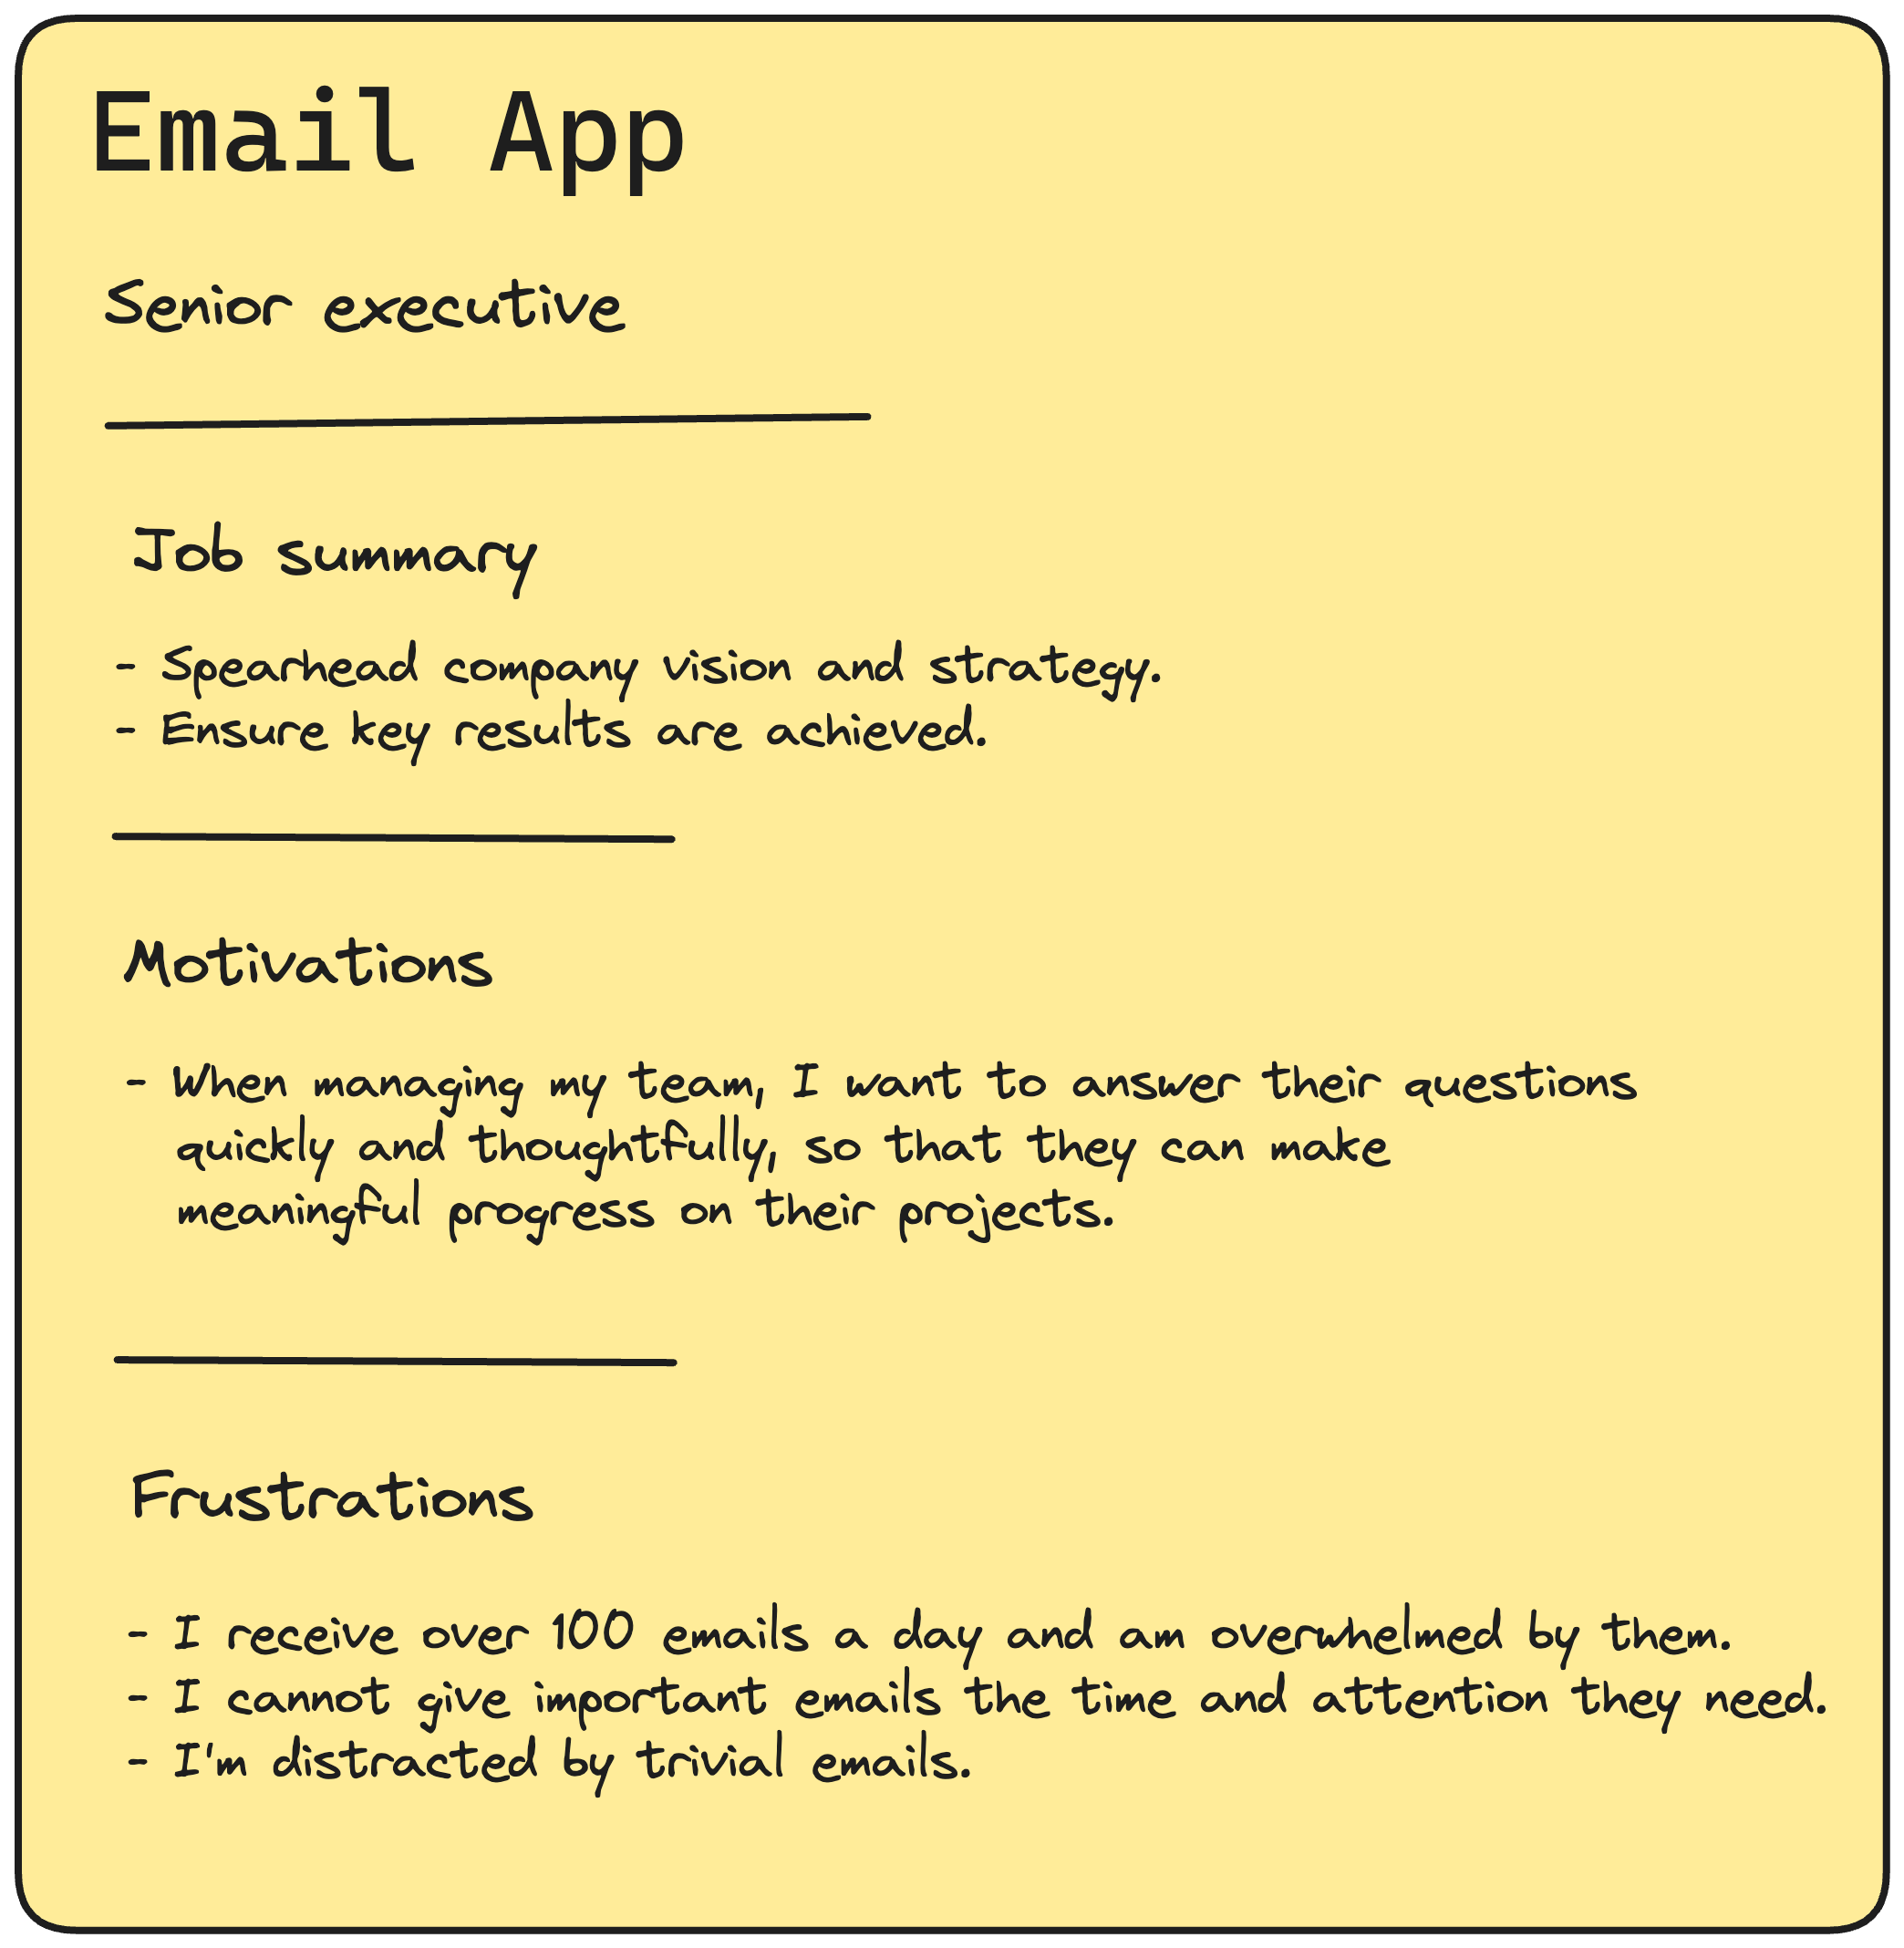 Email App
Senior executive
Job summary
- Spearhead company vision and strategy.
- Ensure key results are achieved.
Motivations
- When managing my team, I want to answer their questions
quickly and thoughtfully, so that they can make
meaningful progress on their projects.
Frustrations
- I receive over 100 emails a day and am overwhelmed by them.
- I cannot give important emails the time and attention they need.
- I'm distracted by trivial emails.